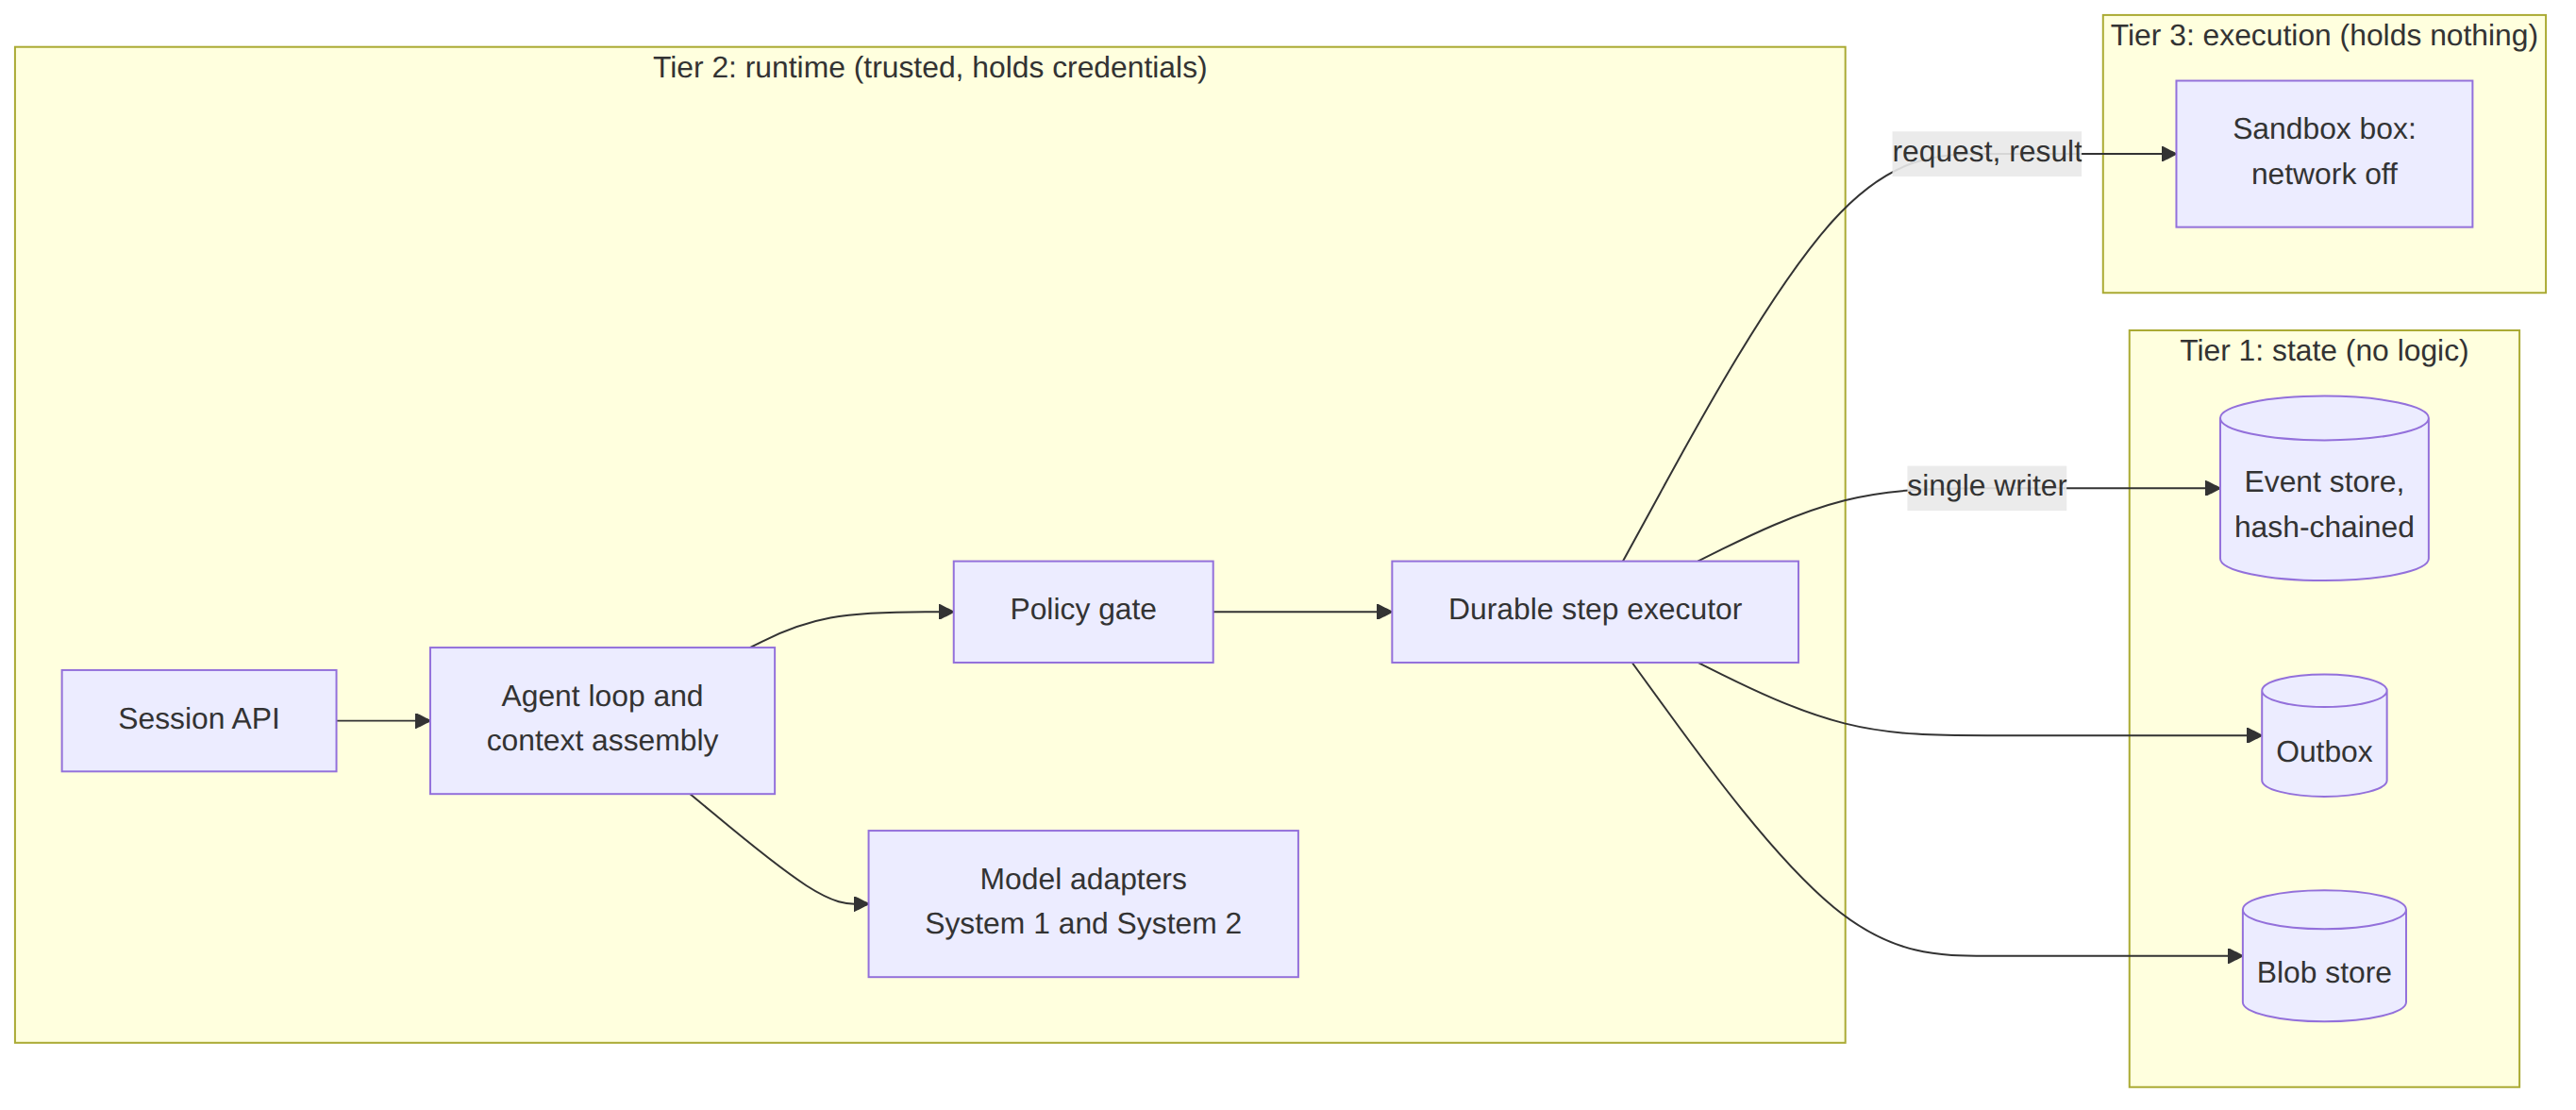 Tier 2: runtime (trusted, holds credentials)
Session API
Agent loop and
context assembly
Policy gate
Model adapters
System 1 and System 2
Durable step executor
request, result
single writer
Tier 3: execution (holds nothing)
Sandbox box:
network off
Tier 1: state (no logic)
Event store,
hash-chained
Outbox
Blob store